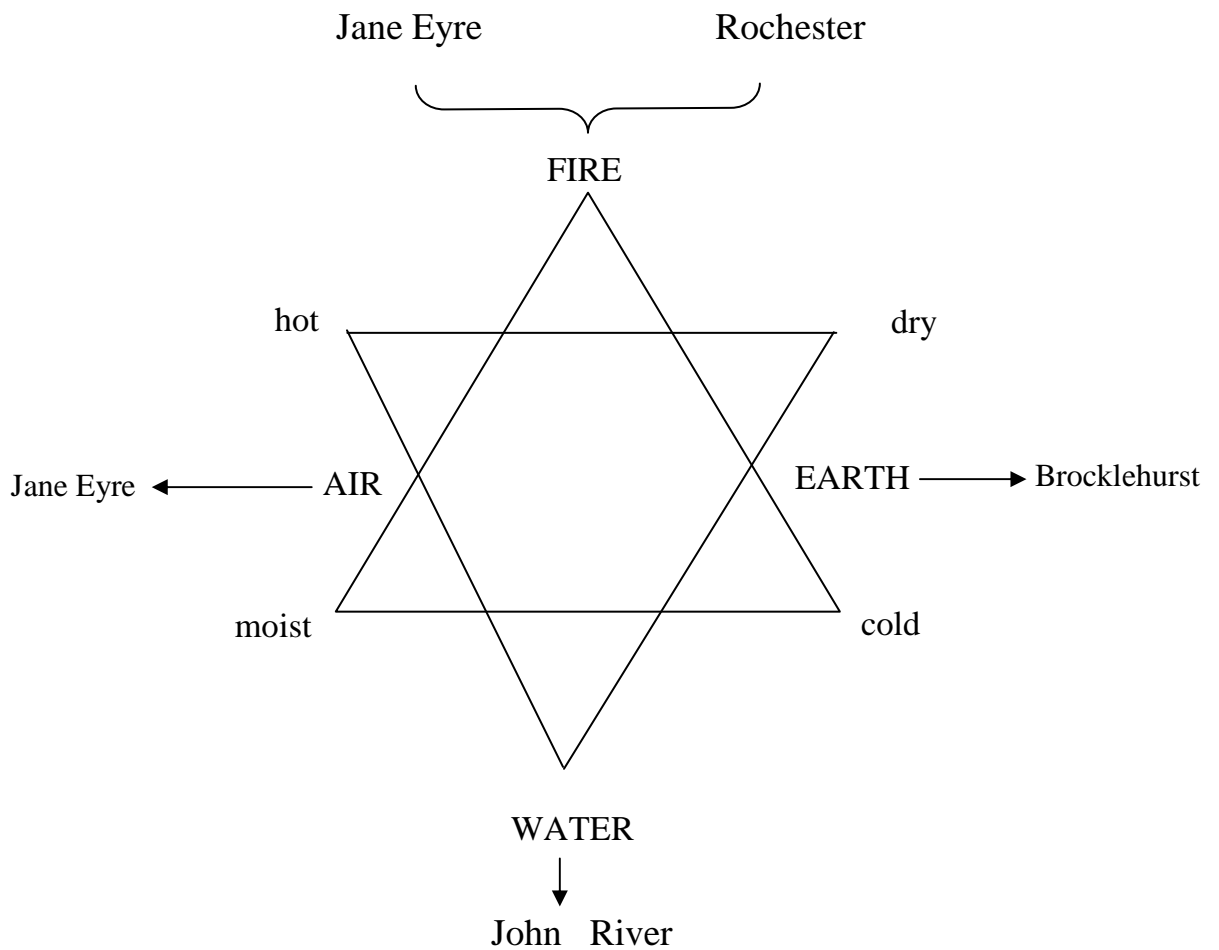 Jane Eyre Rochester
FIRE
hot dry
Jane Eyre AIR EARTH Brocklehurst
moist cold
WATER
John River